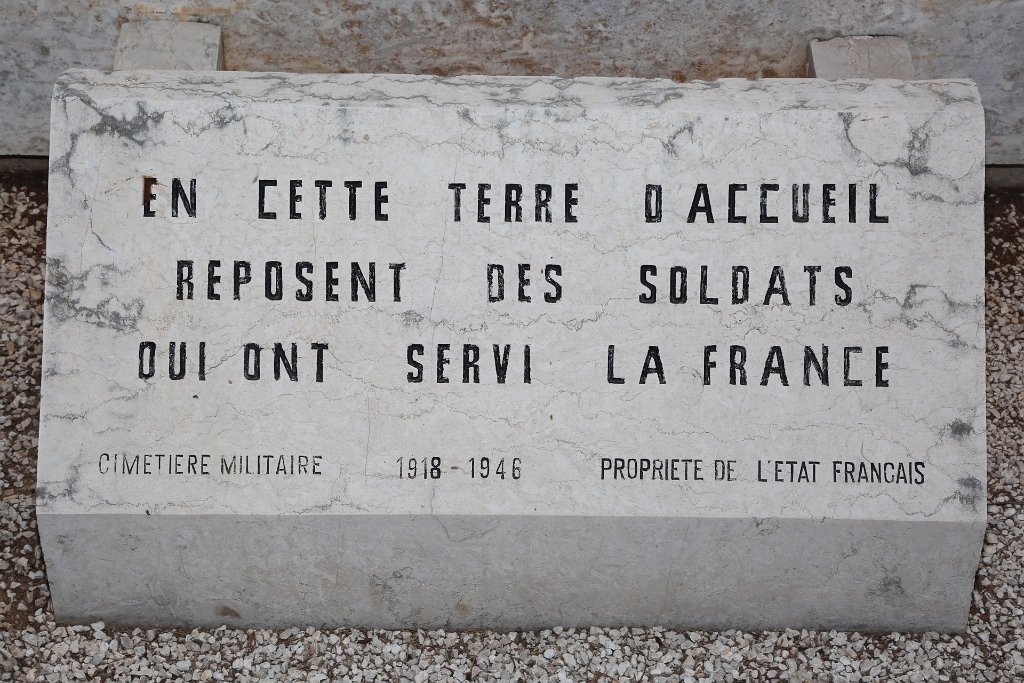 EN CETTE TERRE D ACCUEIL
REPOSENT DES SOLDATS
QUI ONT SERVI LA FRANCE
CIMETIERE MILITAIRE 1918 - 1946 PROPRIETE DE L'ETAT FRANCAIS